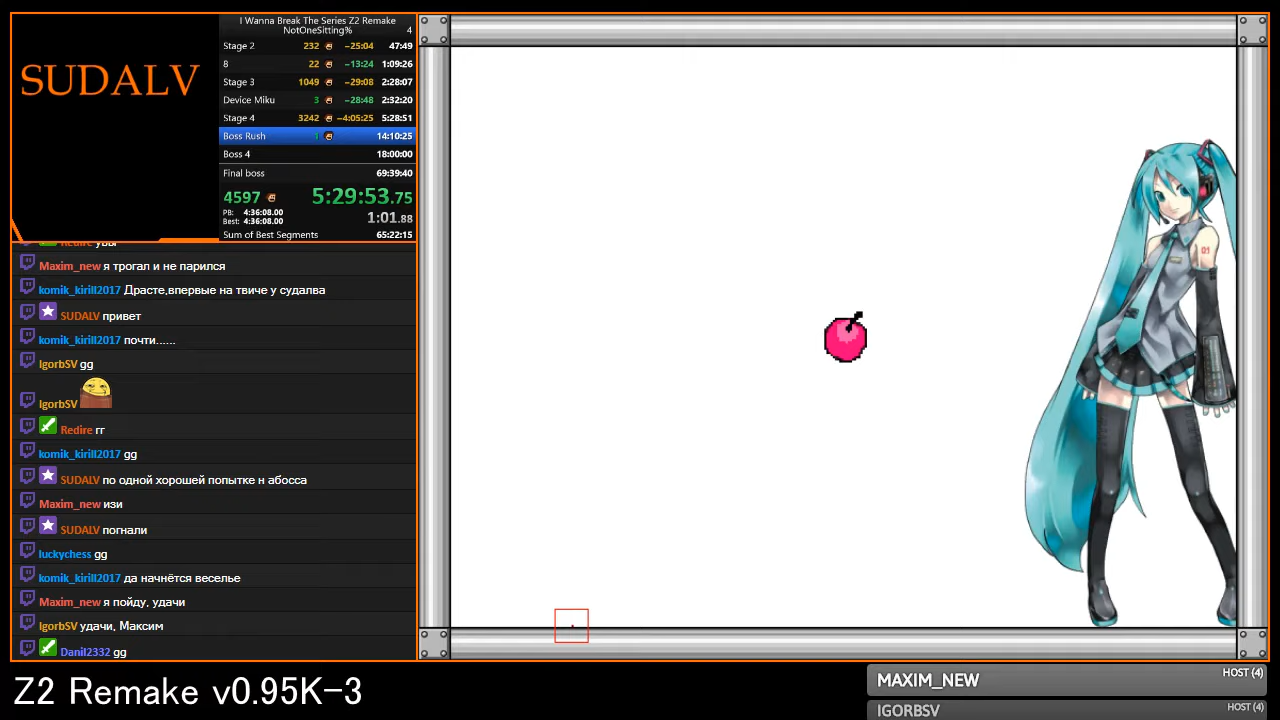 SUDALV
I Wanna Break The Series Z2 Remake
NotOneSitting% 4
Stage 2 232 -25:04 47:49
8 22 -13:24 1:09:26
Stage 3 1049 -29:08 2:28:07
Device Miku 3 -28:48 2:32:20
Stage 4 3242 -4:05:25 5:28:51
Boss Rush 1 14:10:25
Boss 4 18:00:00
Final boss 69:39:40
4597 5:29:53.75
PB: 4:36:08.00
Best: 4:36:08.00
1:01.88
Sum of Best Segments 65:22:15
Redire увы
Maxim_new я трогал и не парился
komik_kirill2017 Драсте,впервые на твиче у судалва
SUDALV привет
komik_kirill2017 почти......
IgorbSV gg
IgorbSV
Redire гг
komik_kirill2017 gg
SUDALV по одной хорошей попытке н абосса
Maxim_new изи
SUDALV погнали
luckychess gg
komik_kirill2017 да начнётся веселье
Maxim_new я пойду, удачи
IgorbSV удачи, Максим
Danil2332 gg
01
Z2 Remake v0.95K-3
MAXIM_NEW HOST (4)
IGORBSV HOST (4)